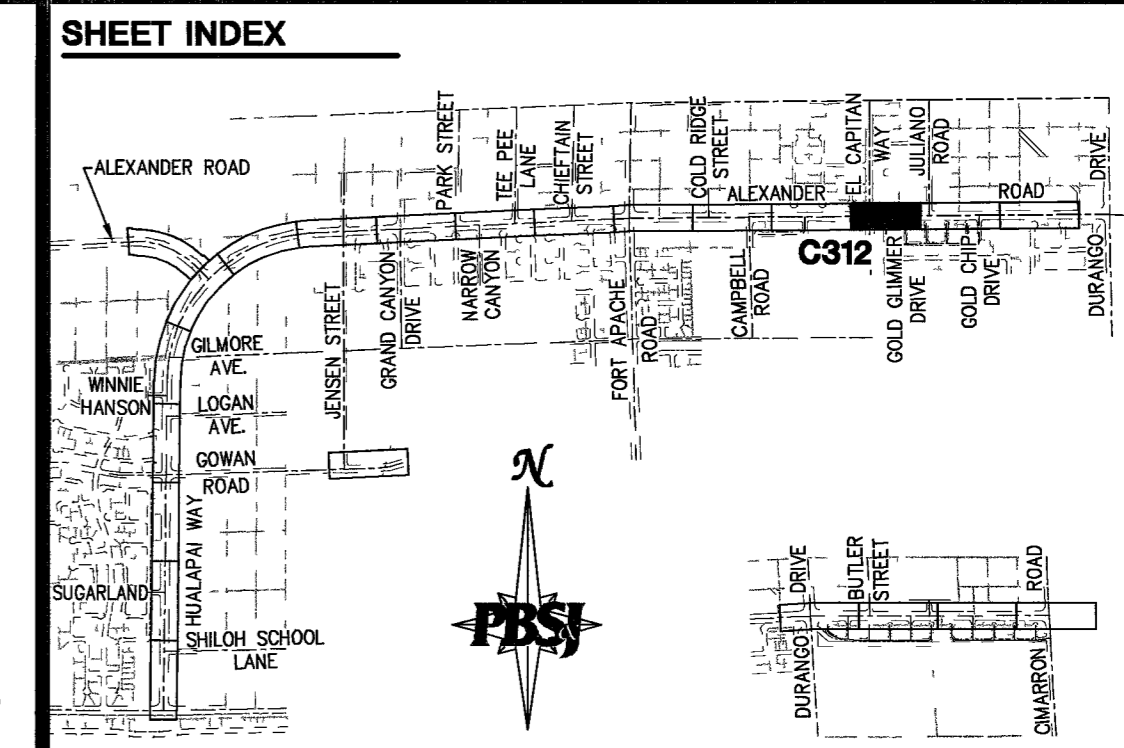 SHEET INDEX
ALEXANDER ROAD
PARK STREET
TEE PEE
LANE
CHIEFTAIN
STREET
COLD RIDGE
STREET
ALEXANDER
EL CAPITAN
WAY
JULIANO
ROAD
ROAD
DRIVE
C312
JENSEN STREET
GRAND CANYON
DRIVE
NARROW
CANYON
FORT APACHE
ROAD
CAMPBELL
ROAD
GOLD GLIMMER
DRIVE
GOLD CHIP
DRIVE
DURANGO
GILMORE
AVE.
WINNIE
HANSON
LOGAN
AVE.
GOWAN
ROAD
HUALAPAI WAY
SUGARLAND
SHILOH SCHOOL
LANE
N
PBSJ
DRIVE
BUTLER
STREET
ROAD
DURANGO
CIMARRON